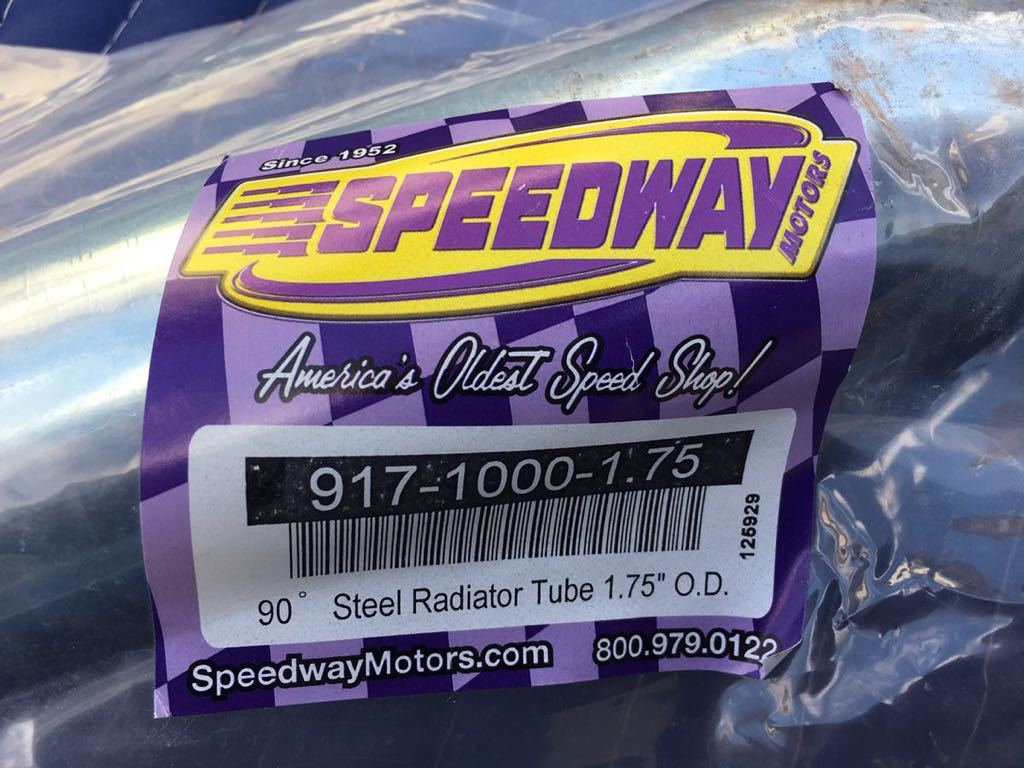 Since 1952
SPEEDWAY
MOTORS
America's Oldest Speed Shop!
917-1000-1.75
125929
90° Steel Radiator Tube 1.75" O.D.
SpeedwayMotors.com 800.979.0122